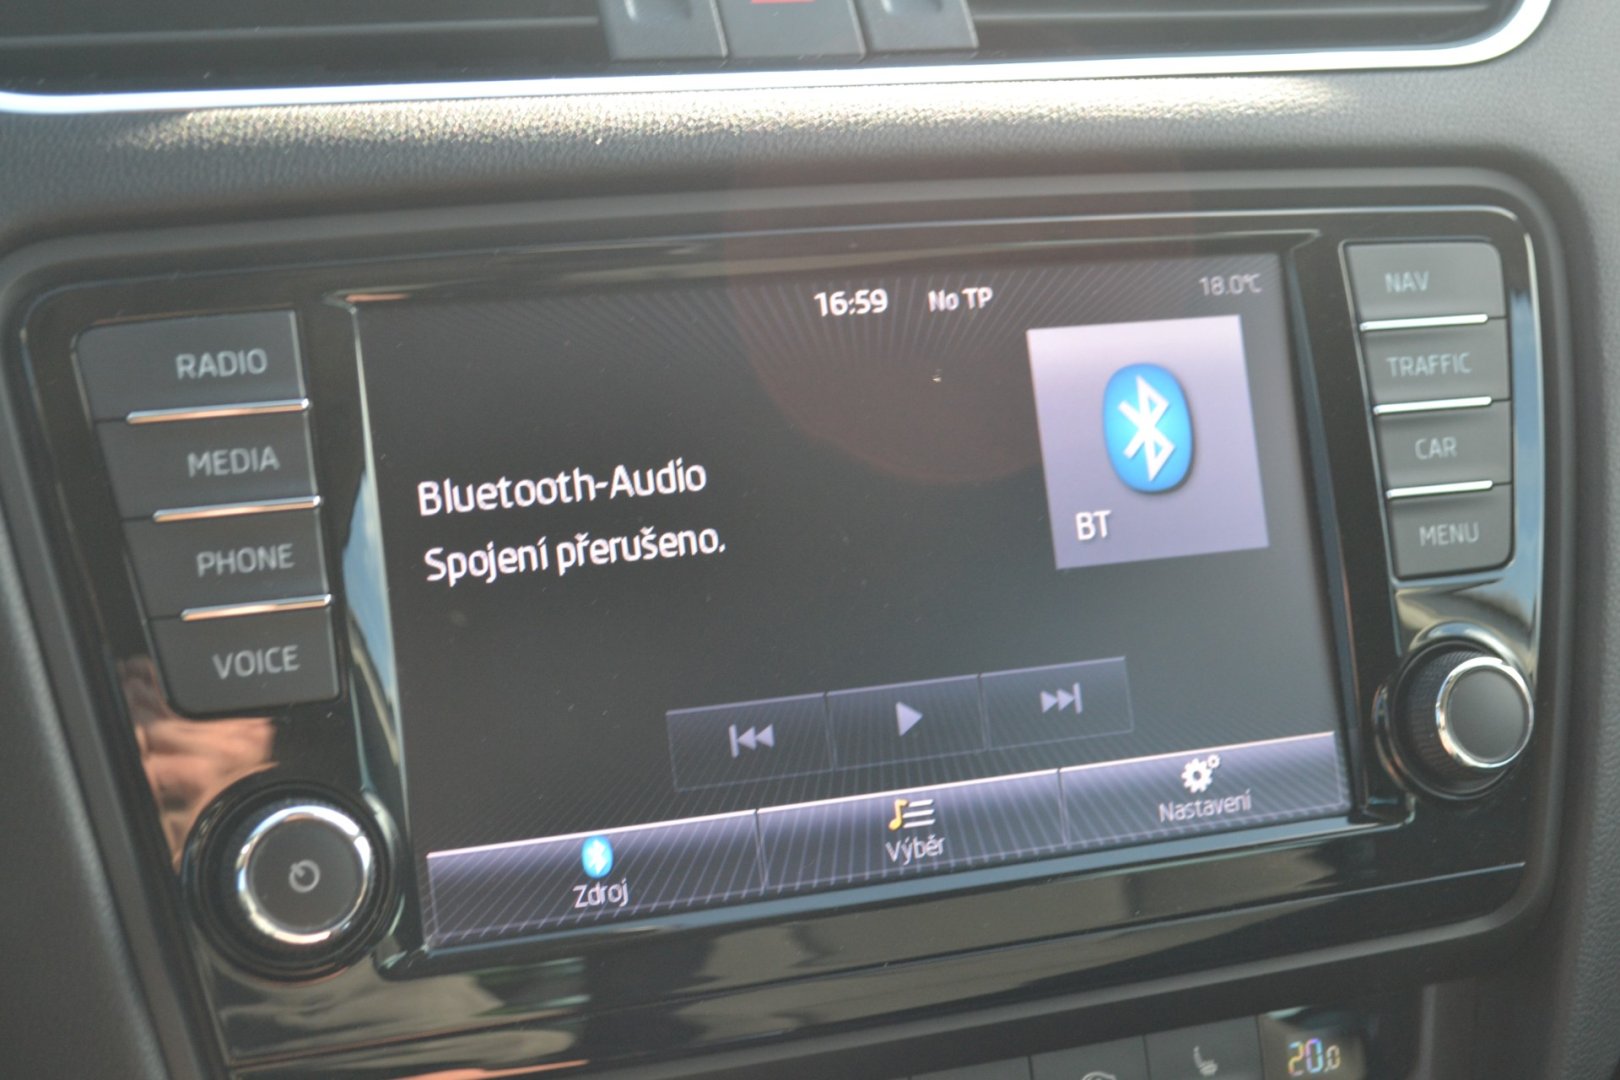 16:59 No TP 18.0°C
RADIO
MEDIA
PHONE
VOICE
Bluetooth-Audio
Spojení přerušeno.
BT
Zdroj
Výběr
Nastavení
NAV
TRAFFIC
CAR
MENU
20.0